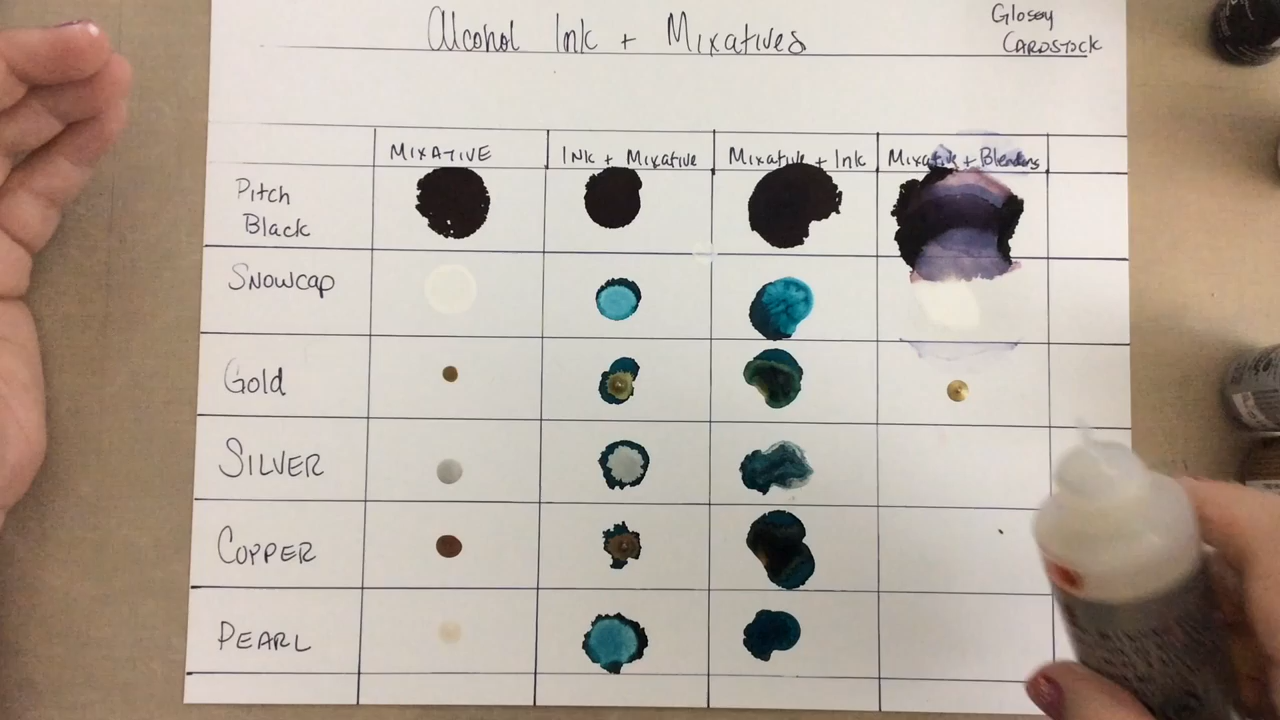 Alcohol Ink + Mixatives
Glossy
CARDSTOCK
MIXATIVE
INK + MIXATIVE
MIXATIVE + INK
MIXATIVE + Blenders
Pitch
Black
SNOWCAP
GOLD
SILVER
COPPER
PEARL